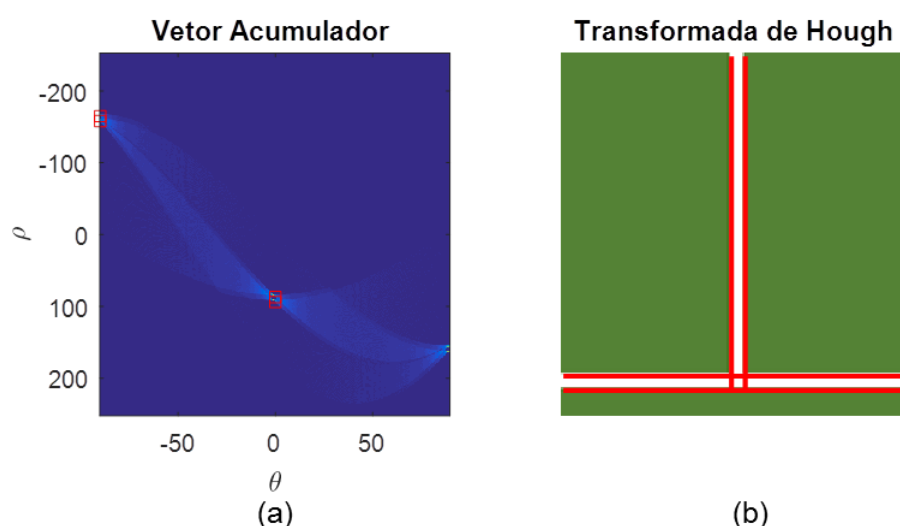 Vetor Acumulador
-200
-100
0
100
200
ρ
-50
0
50
θ
(a)
Transformada de Hough
(b)